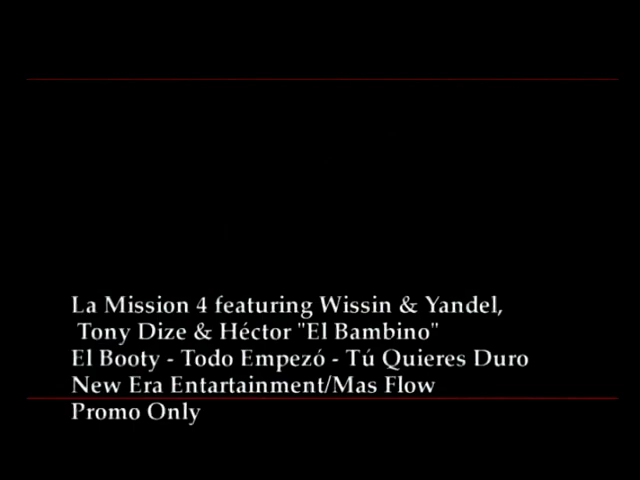 La Mission 4 featuring Wissin & Yandel,
Tony Dize & Héctor "El Bambino"
El Booty - Todo Empezó - Tú Quieres Duro
New Era Entartainment/Mas Flow
Promo Only